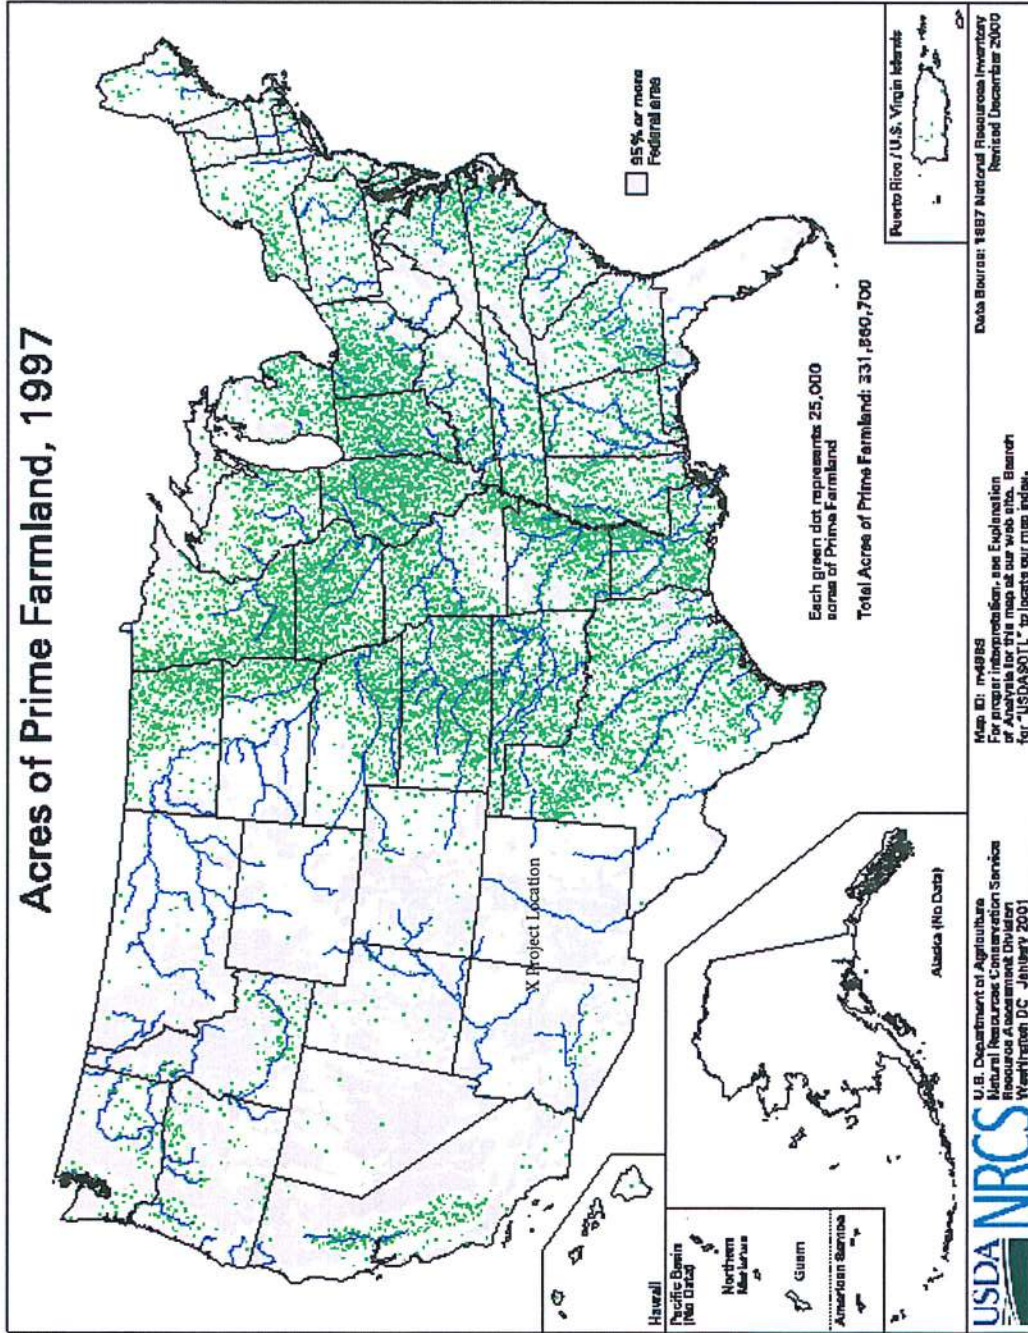 Acres of Prime Farmland, 1997
95% or more
Federal area
X Project Location
Each green dot represents 25,000
acres of Prime Farmland
Total Acres of Prime Farmland: 331,860,700
Puerto Rico / U.S. Virgin Islands
Hawaii
Pacific Basin
(No Data)
Northern
Marianas
Guam
American Samoa
Alaska (No Data)
USDA NRCS
U.S. Department of Agriculture
Natural Resources Conservation Service
Resource Assessment Division
Washington DC January 2001
Map ID: m4983
For proper interpretation, see Explanation
of Analysis for this map at our web site. Search
for "USDA SOTL" to locate our map index.
Data Source: 1997 National Resources Inventory
Revised December 2000